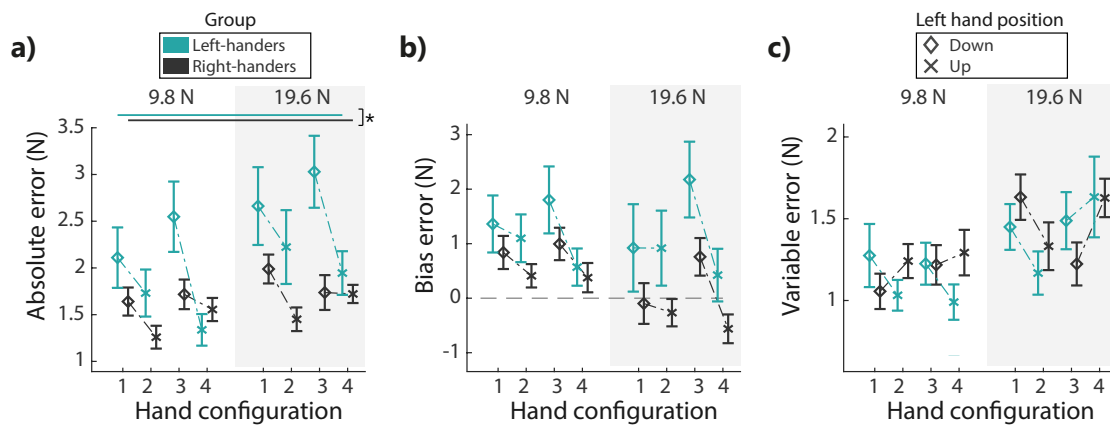 Group
Left-handers
Right-handers
a)
9.8 N
19.6 N
*
3.5
3
2.5
2
1.5
1
Absolute error (N)
1 2 3 4
1 2 3 4
Hand configuration
b)
9.8 N
19.6 N
3
2
1
0
-1
Bias error (N)
1 2 3 4
1 2 3 4
Hand configuration
Left hand position
Down
Up
c)
9.8 N
19.6 N
2
1.5
1
Variable error (N)
1 2 3 4
1 2 3 4
Hand configuration